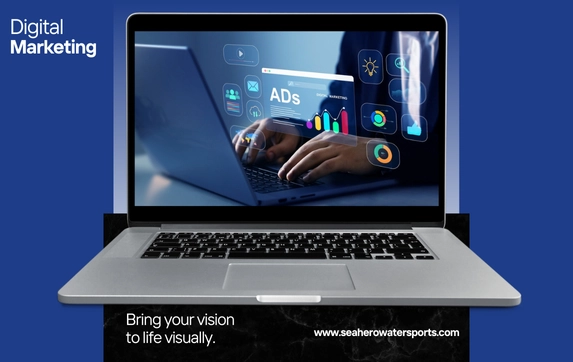 Digital
Marketing
ADs
DIGITAL MARKETING
Bring your vision
to life visually.
www.seaherowatersports.com